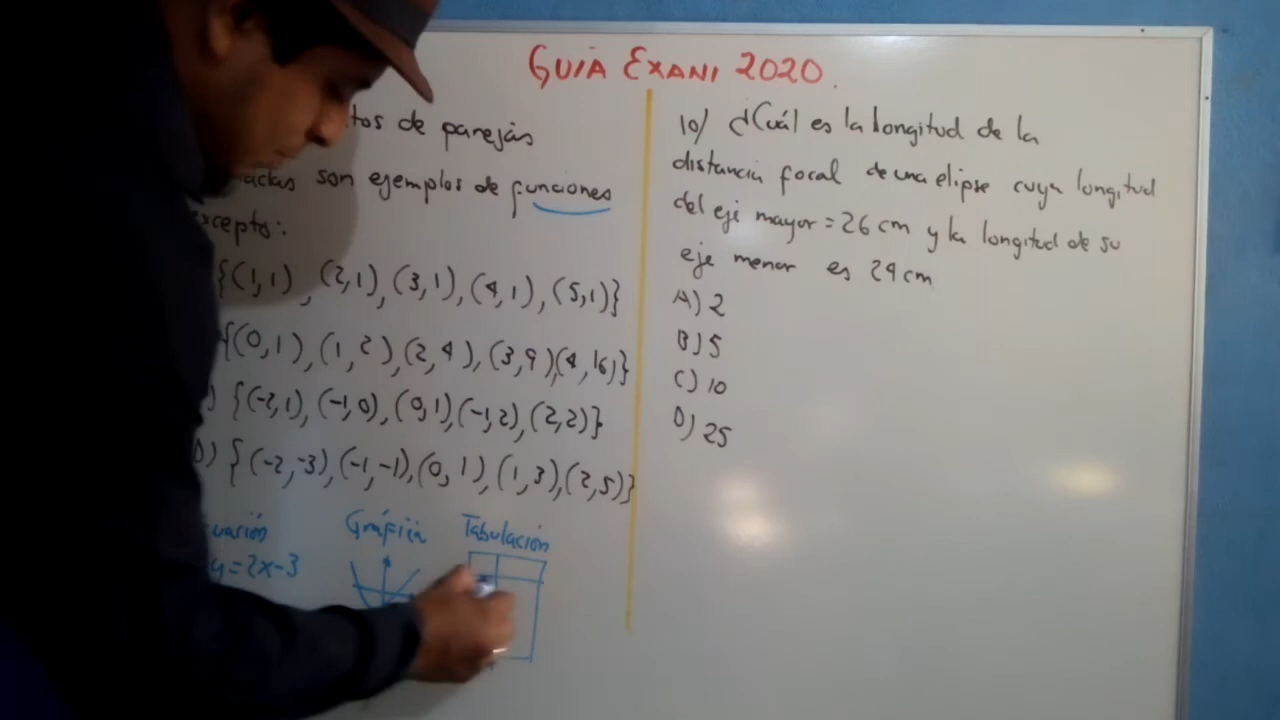 GUIA EXANI 2020.
tos de parejas
son ejemplos de funciones
excepto:
{(1,1), (2,1), (3,1), (4,1), (5,1)}
{(0,1), (1,2), (2,4), (3,9), (4,16)}
) {(-2,1), (-1,0), (0,1), (-1,2), (2,2)}
D) {(-2,-3), (-1,-1), (0,1), (1,3), (2,5)}
uación Gráfica Tabulación
y=2x-3
10) ¿Cuál es la longitud de la
distancia focal de una elipse cuya longitud
del eje mayor = 26 cm y la longitud de su
eje menor es 24 cm
A) 2
B) 5
C) 10
D) 25